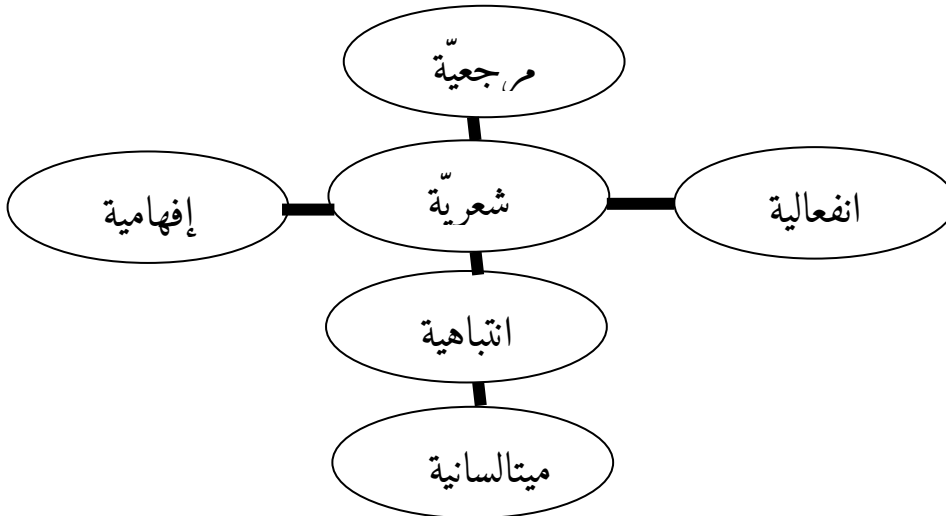 مرجعيّة
انفعالية
شعريّة
إفهامية
انتباهية
ميتالسانية